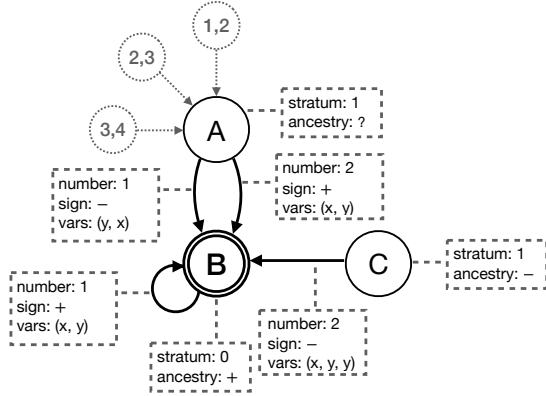 1,2
2,3
3,4
A
stratum: 1
ancestry: ?
number: 1
sign: −
vars: (y, x)
number: 2
sign: +
vars: (x, y)
B
C
stratum: 1
ancestry: −
number: 1
sign: +
vars: (x, y)
stratum: 0
ancestry: +
number: 2
sign: −
vars: (x, y, y)